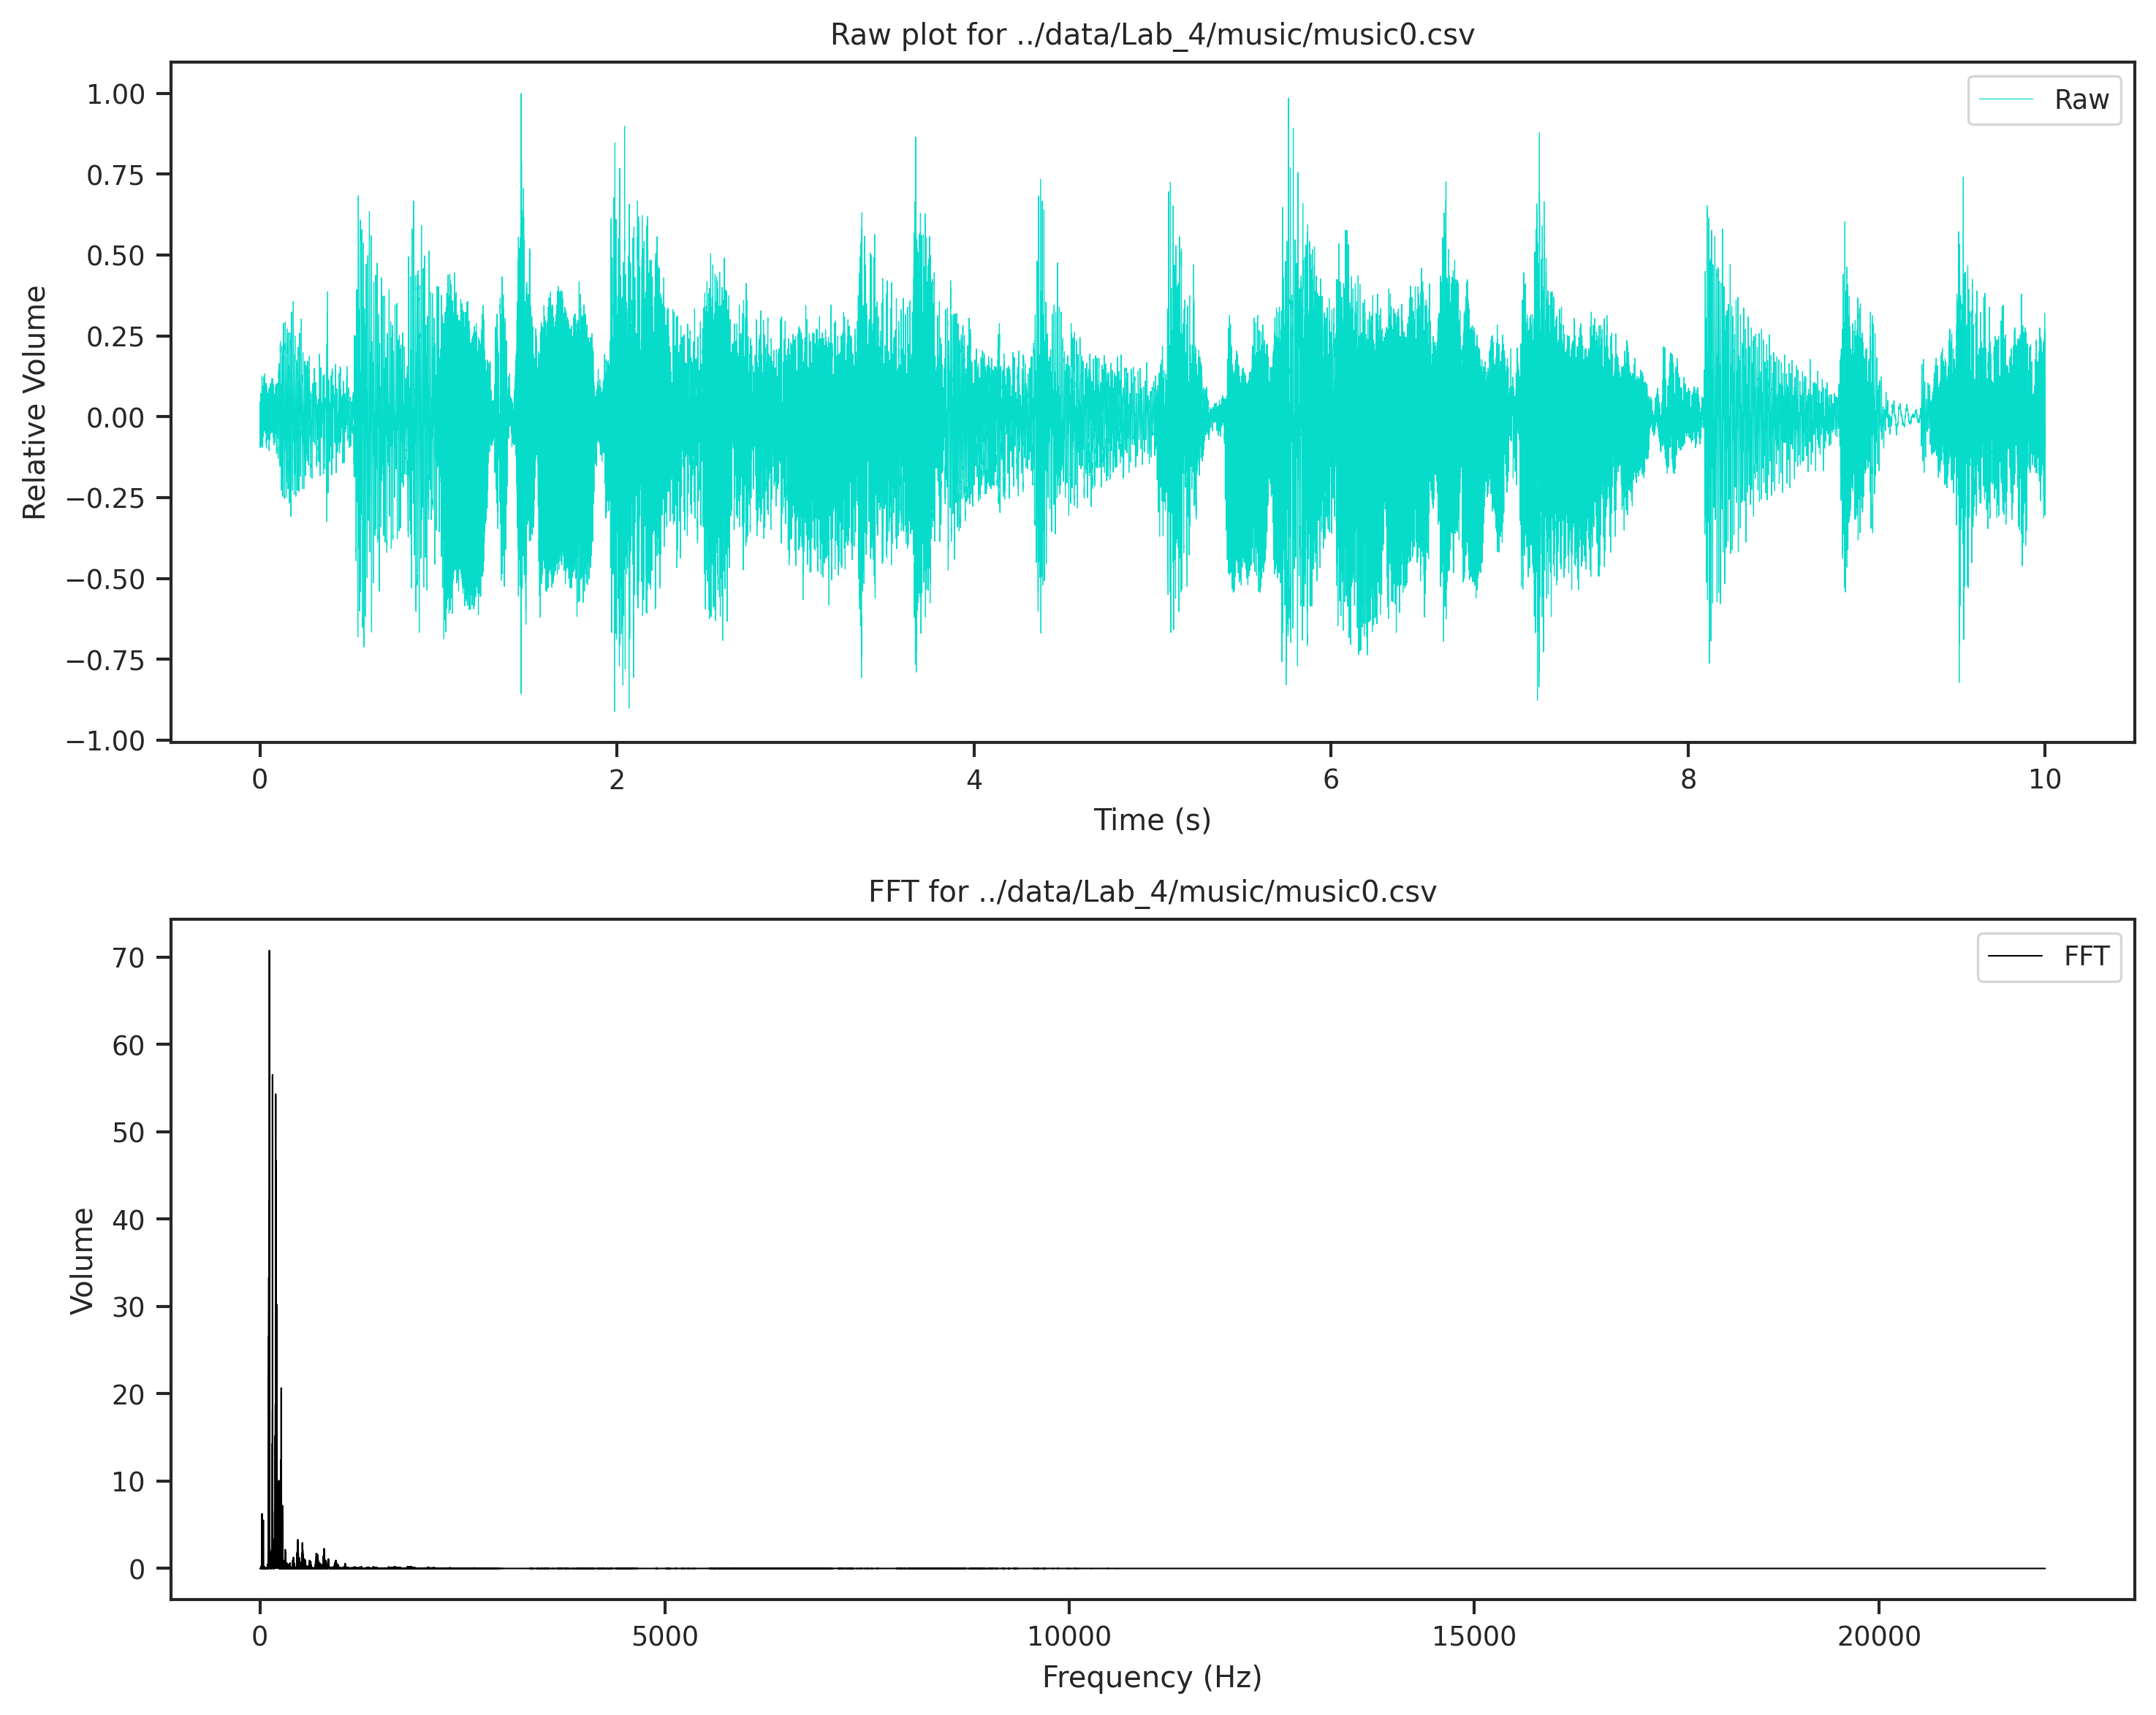 Raw plot for ../data/Lab_4/music/music0.csv
Raw
1.00
0.75
0.50
0.25
0.00
−0.25
−0.50
−0.75
−1.00
Relative Volume
0 2 4 6 8 10
Time (s)
FFT for ../data/Lab_4/music/music0.csv
FFT
70
60
50
40
30
20
10
0
Volume
0 5000 10000 15000 20000
Frequency (Hz)